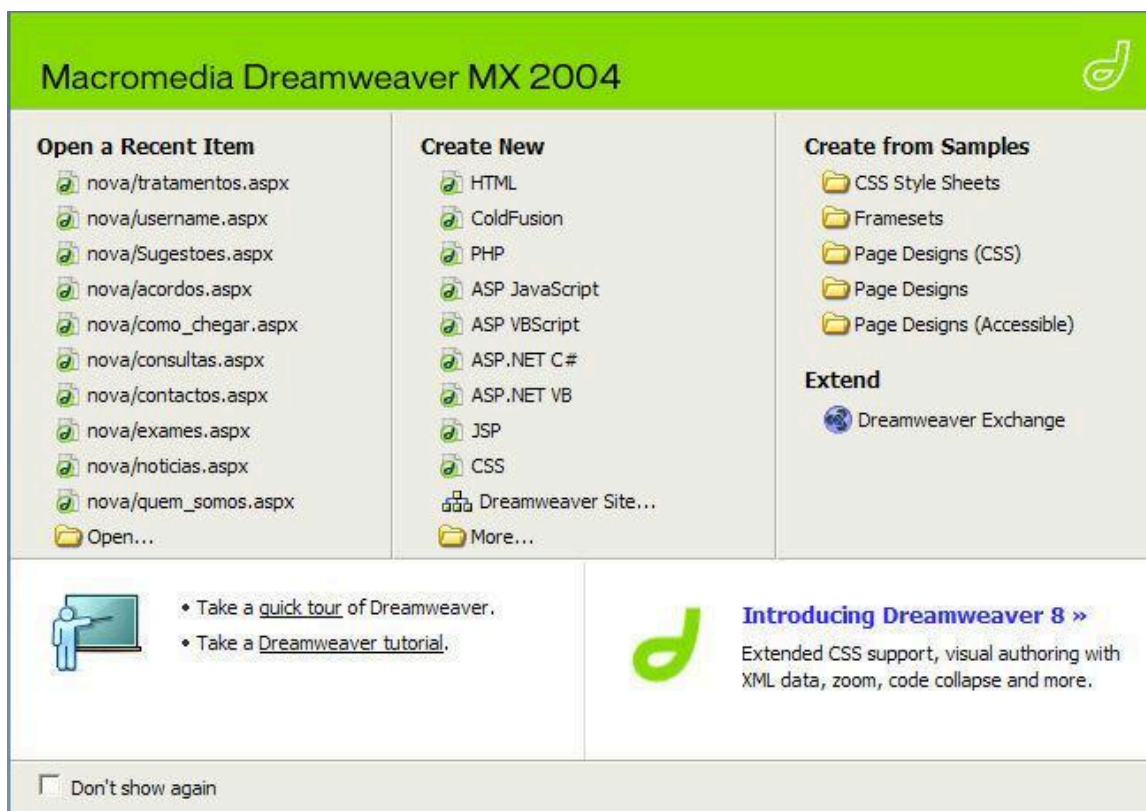 Macromedia Dreamweaver MX 2004
Open a Recent Item
nova/tratamentos.aspx
nova/username.aspx
nova/Sugestoes.aspx
nova/acordos.aspx
nova/como_chegar.aspx
nova/consultas.aspx
nova/contactos.aspx
nova/exames.aspx
nova/noticias.aspx
nova/quem_somos.aspx
Open...
Create New
HTML
ColdFusion
PHP
ASP JavaScript
ASP VBScript
ASP.NET C#
ASP.NET VB
JSP
CSS
Dreamweaver Site...
More...
Create from Samples
CSS Style Sheets
Framesets
Page Designs (CSS)
Page Designs
Page Designs (Accessible)
Extend
Dreamweaver Exchange
• Take a quick tour of Dreamweaver.
• Take a Dreamweaver tutorial.
Introducing Dreamweaver 8 »
Extended CSS support, visual authoring with
XML data, zoom, code collapse and more.
Don't show again